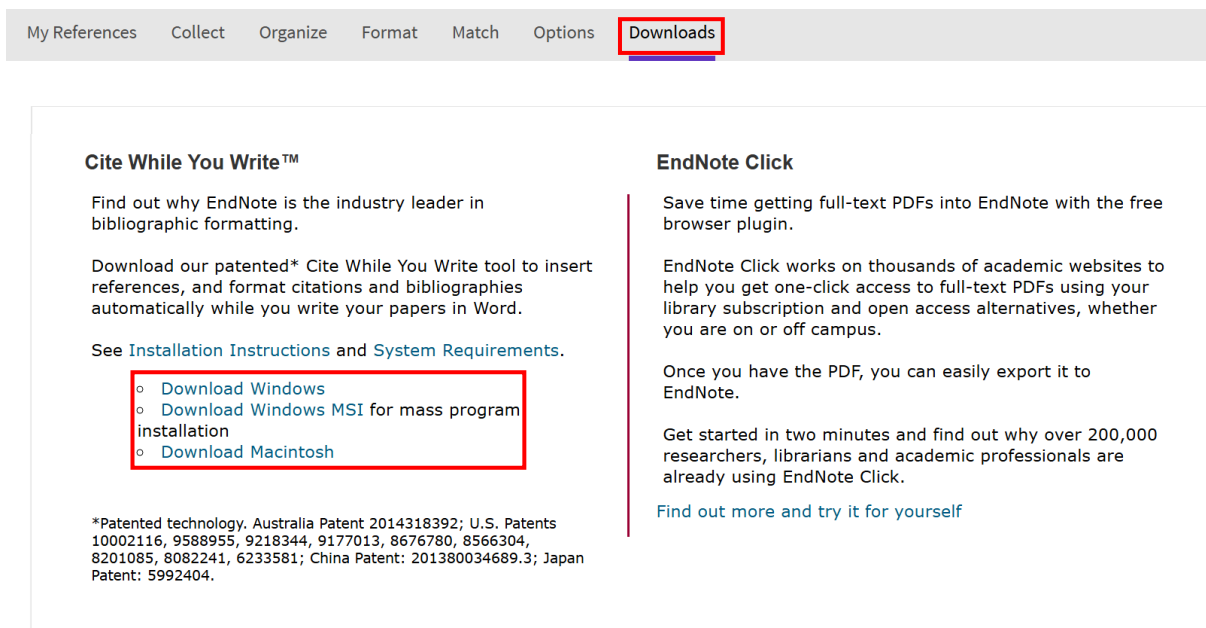 My References Collect Organize Format Match Options Downloads
Cite While You Write™
Find out why EndNote is the industry leader in
bibliographic formatting.
Download our patented* Cite While You Write tool to insert
references, and format citations and bibliographies
automatically while you write your papers in Word.
See Installation Instructions and System Requirements.
Download Windows
Download Windows MSI for mass program
installation
Download Macintosh
*Patented technology. Australia Patent 2014318392; U.S. Patents
10002116, 9588955, 9218344, 9177013, 8676780, 8566304,
8201085, 8082241, 6233581; China Patent: 201380034689.3; Japan
Patent: 5992404.
EndNote Click
Save time getting full-text PDFs into EndNote with the free
browser plugin.
EndNote Click works on thousands of academic websites to
help you get one-click access to full-text PDFs using your
library subscription and open access alternatives, whether
you are on or off campus.
Once you have the PDF, you can easily export it to
EndNote.
Get started in two minutes and find out why over 200,000
researchers, librarians and academic professionals are
already using EndNote Click.
Find out more and try it for yourself